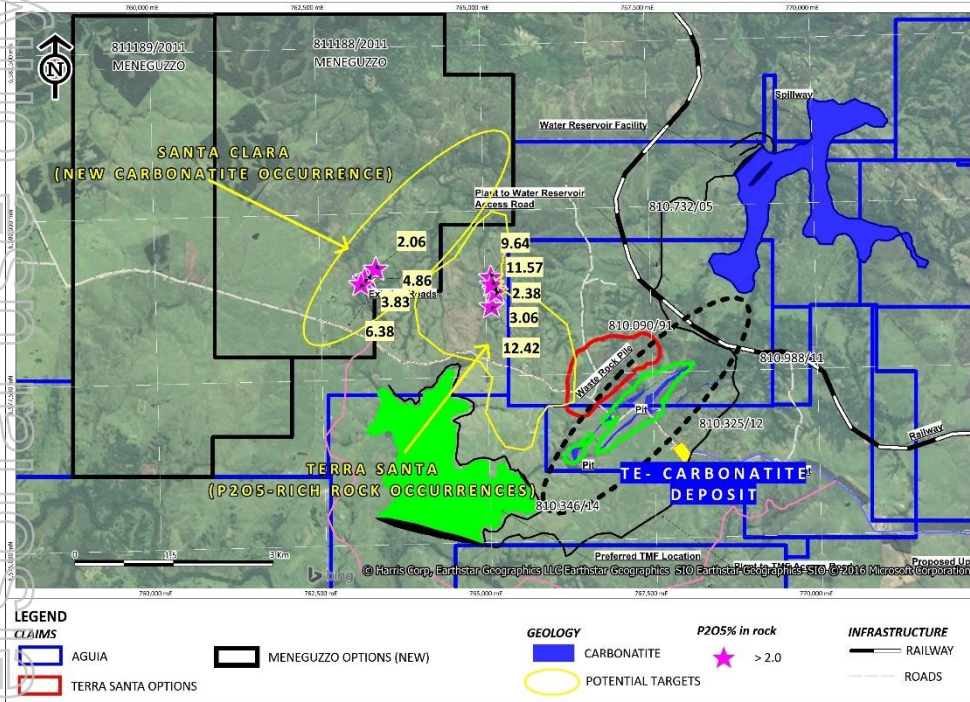 760,000 mE
762,500 mE
765,000 mE
767,500 mE
770,000 mE
N
811189/2011
MENEGUZZO
811188/2011
MENEGUZZO
SANTA CLARA
(NEW CARBONATITE OCCURRENCE)
Water Reservoir Facility
Spillway
Plant to Water Reservoir
Access Road
810.732/05
2.06
4.86
3.83
6.38
9.64
11.57
2.38
3.06
12.42
810.090/91
810.988/11
Waste Rock Pile
Pit
810.325/12
Railway
Pit
TERRA SANTA
(P2O5-RICH ROCK OCCURRENCES)
TE- CARBONATITE
DEPOSIT
810.346/14
Preferred TMF Location
Proposed Up
0 1.5 3 Km
bing
© Harris Corp, Earthstar Geographics LLC Earthstar Geographics SIO Earthstar Geographics SIO © 2016 Microsoft Corporation
760,000 mE
762,500 mE
765,000 mE
767,500 mE
770,000 mE
LEGEND
CLAIMS
AGUIA
TERRA SANTA OPTIONS
MENEGUZZO OPTIONS (NEW)
GEOLOGY
CARBONATITE
POTENTIAL TARGETS
P2O5% in rock
> 2.0
INFRASTRUCTURE
RAILWAY
ROADS